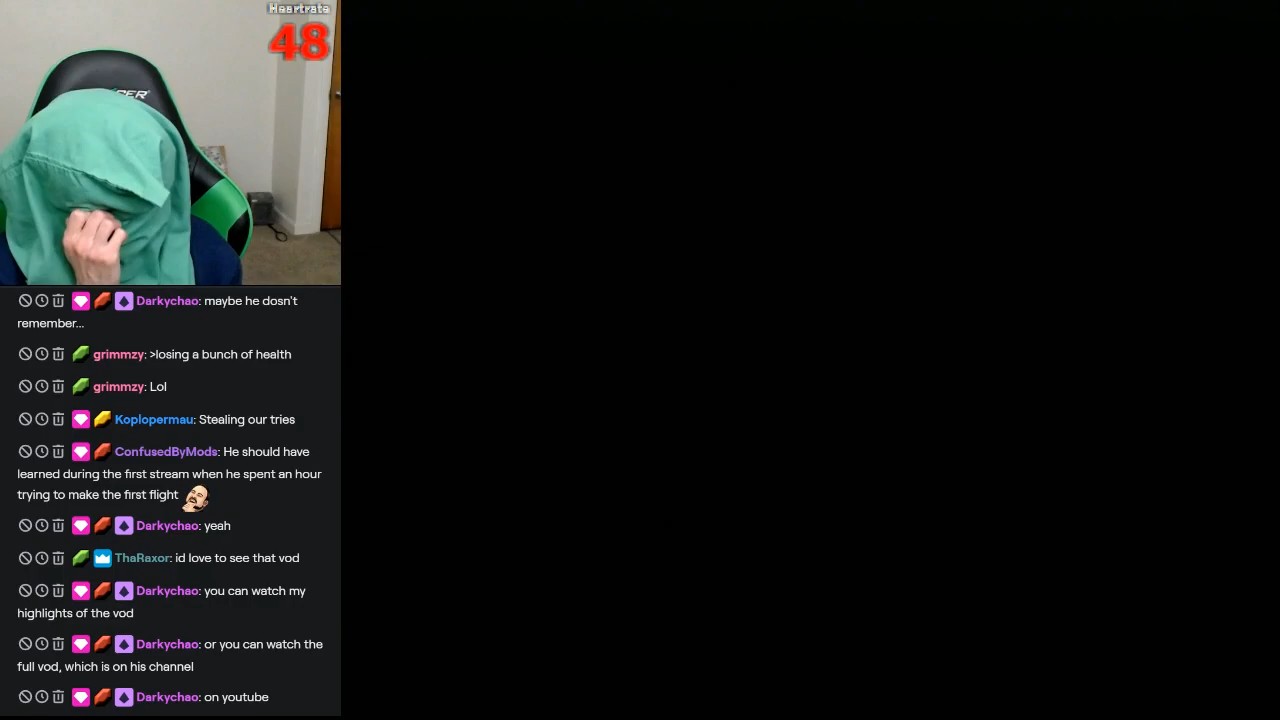 Heartrate
48
Darkychao: maybe he dosn't
remember...
grimmzy: >losing a bunch of health
grimmzy: Lol
Koplopermau: Stealing our tries
ConfusedByMods: He should have
learned during the first stream when he spent an hour
trying to make the first flight
Darkychao: yeah
ThaRaxor: id love to see that vod
Darkychao: you can watch my
highlights of the vod
Darkychao: or you can watch the
full vod, which is on his channel
Darkychao: on youtube